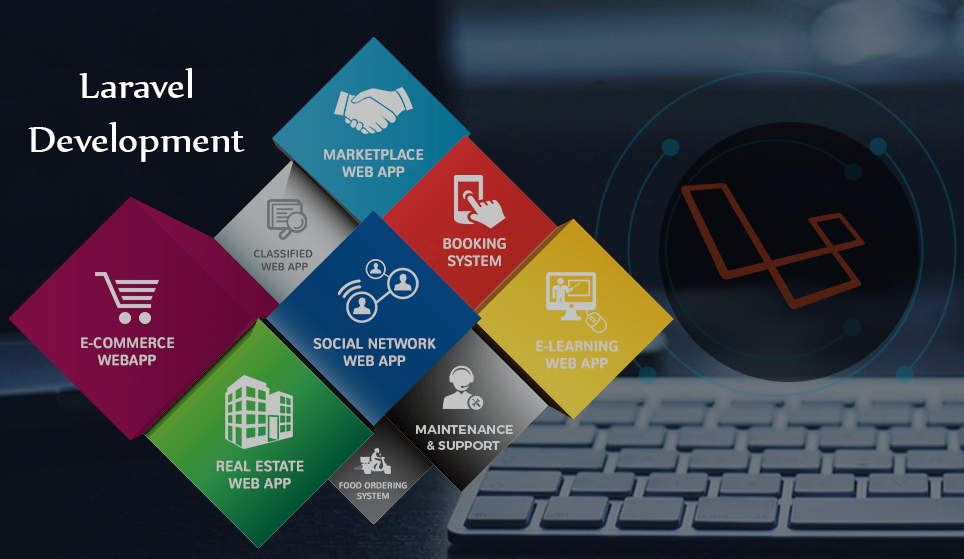 Laravel
Development
MARKETPLACE
WEB APP
CLASSIFIED
WEB APP
BOOKING
SYSTEM
E-COMMERCE
WEBAPP
SOCIAL NETWORK
WEB APP
E-LEARNING
WEB APP
MAINTENANCE
& SUPPORT
REAL ESTATE
WEB APP
FOOD ORDERING
SYSTEM